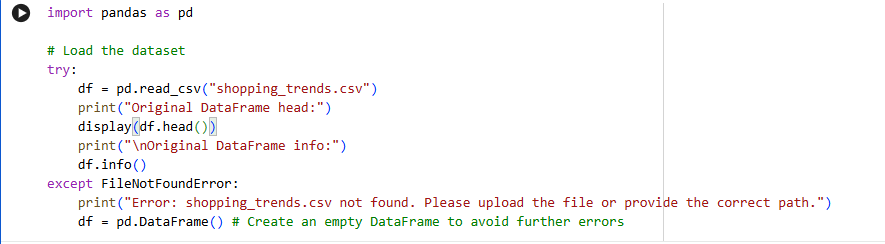 import pandas as pd
# Load the dataset
try:
    df = pd.read_csv("shopping_trends.csv")
    print("Original DataFrame head:")
    display(df.head())
    print("\nOriginal DataFrame info:")
    df.info()
except FileNotFoundError:
    print("Error: shopping_trends.csv not found. Please upload the file or provide the correct path.")
    df = pd.DataFrame() # Create an empty DataFrame to avoid further errors